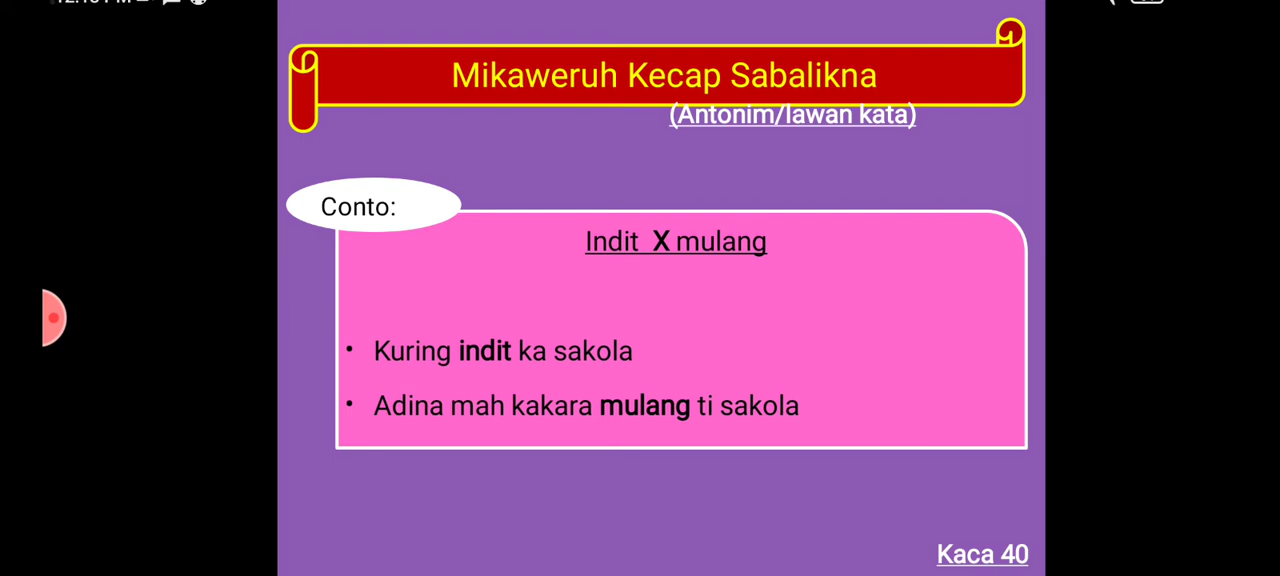 Mikaweruh Kecap Sabalikna
(Antonim/lawan kata)
Conto:
Indit X mulang
• Kuring indit ka sakola
• Adina mah kakara mulang ti sakola
Kaca 40